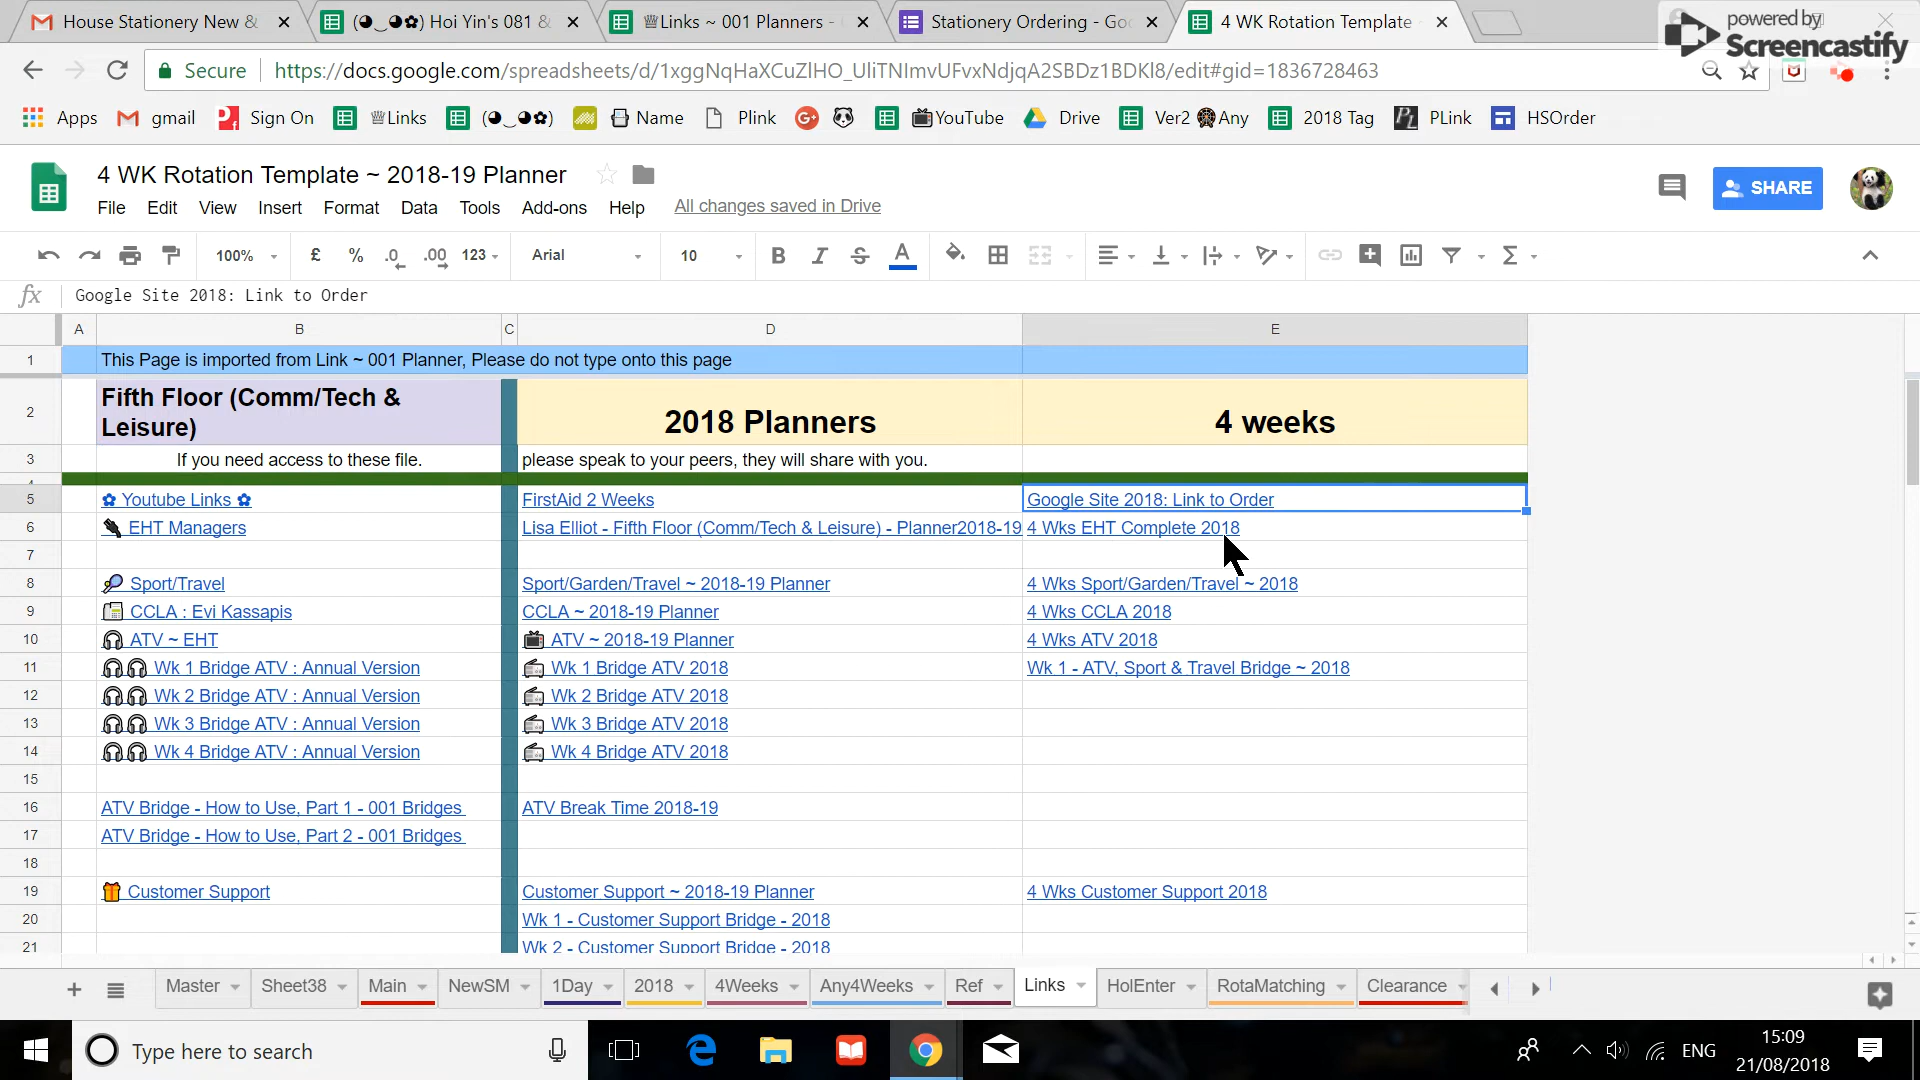 House Stationery New &
(◕‿◕✿) Hoi Yin's 081 &
♕Links ~ 001 Planners -
Stationery Ordering - Goo
4 WK Rotation Template
powered by
Screencastify
Secure
https://docs.google.com/spreadsheets/d/1xggNqHaXCuZlHO_UliTNImvUFvxNdjqA2SBDz1BDKl8/edit#gid=1836728463
Apps
gmail
Sign On
♕Links
(◕‿◕✿)
Name
Plink
YouTube
Drive
Ver2 🎡Any
2018 Tag
PLink
HSOrder
4 WK Rotation Template ~ 2018-19 Planner
File Edit View Insert Format Data Tools Add-ons Help All changes saved in Drive
SHARE
100% £ % .0 .00 123 Arial 10 B I S A Σ
fx Google Site 2018: Link to Order
A B C D E
1 This Page is imported from Link ~ 001 Planner, Please do not type onto this page
2 Fifth Floor (Comm/Tech & Leisure) 2018 Planners 4 weeks
3 If you need access to these file. please speak to your peers, they will share with you.
4
5 ✿ Youtube Links ✿ FirstAid 2 Weeks Google Site 2018: Link to Order
6 EHT Managers Lisa Elliot - Fifth Floor (Comm/Tech & Leisure) - Planner2018-19 4 Wks EHT Complete 2018
7
8 Sport/Travel Sport/Garden/Travel ~ 2018-19 Planner 4 Wks Sport/Garden/Travel ~ 2018
9 CCLA : Evi Kassapis CCLA ~ 2018-19 Planner 4 Wks CCLA 2018
10 🎧 ATV ~ EHT 📺 ATV ~ 2018-19 Planner 4 Wks ATV 2018
11 🎧🎧 Wk 1 Bridge ATV : Annual Version 📻 Wk 1 Bridge ATV 2018 Wk 1 - ATV, Sport & Travel Bridge ~ 2018
12 🎧🎧 Wk 2 Bridge ATV : Annual Version 📻 Wk 2 Bridge ATV 2018
13 🎧🎧 Wk 3 Bridge ATV : Annual Version 📻 Wk 3 Bridge ATV 2018
14 🎧🎧 Wk 4 Bridge ATV : Annual Version 📻 Wk 4 Bridge ATV 2018
15
16 ATV Bridge - How to Use, Part 1 - 001 Bridges ATV Break Time 2018-19
17 ATV Bridge - How to Use, Part 2 - 001 Bridges
18
19 🎁 Customer Support Customer Support ~ 2018-19 Planner 4 Wks Customer Support 2018
20 Wk 1 - Customer Support Bridge - 2018
21 Wk 2 - Customer Support Bridge - 2018
Master Sheet38 Main NewSM 1Day 2018 4Weeks Any4Weeks Ref Links HolEnter RotaMatching Clearance
Type here to search
ENG
15:09
21/08/2018